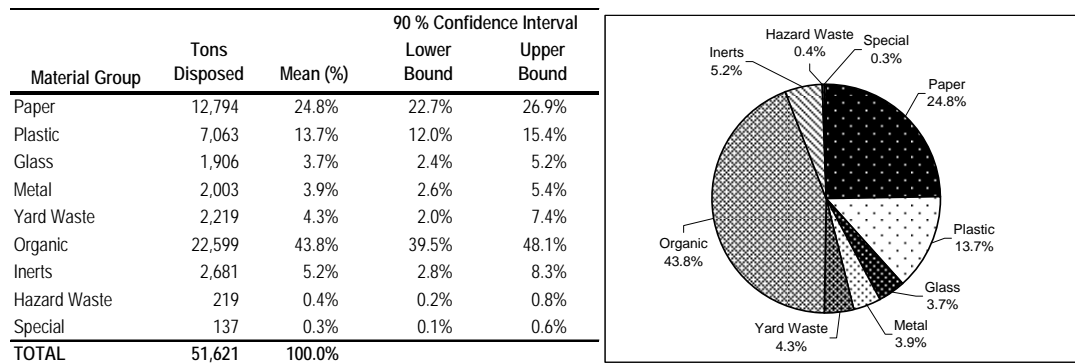 90 % Confidence Interval
Tons Lower Upper
Material Group Disposed Mean (%) Bound Bound
Paper 12,794 24.8% 22.7% 26.9%
Plastic 7,063 13.7% 12.0% 15.4%
Glass 1,906 3.7% 2.4% 5.2%
Metal 2,003 3.9% 2.6% 5.4%
Yard Waste 2,219 4.3% 2.0% 7.4%
Organic 22,599 43.8% 39.5% 48.1%
Inerts 2,681 5.2% 2.8% 8.3%
Hazard Waste 219 0.4% 0.2% 0.8%
Special 137 0.3% 0.1% 0.6%
TOTAL 51,621 100.0%
Hazard Waste
0.4%
Special
0.3%
Inerts
5.2%
Paper
24.8%
Plastic
13.7%
Organic
43.8%
Glass
3.7%
Metal
3.9%
Yard Waste
4.3%